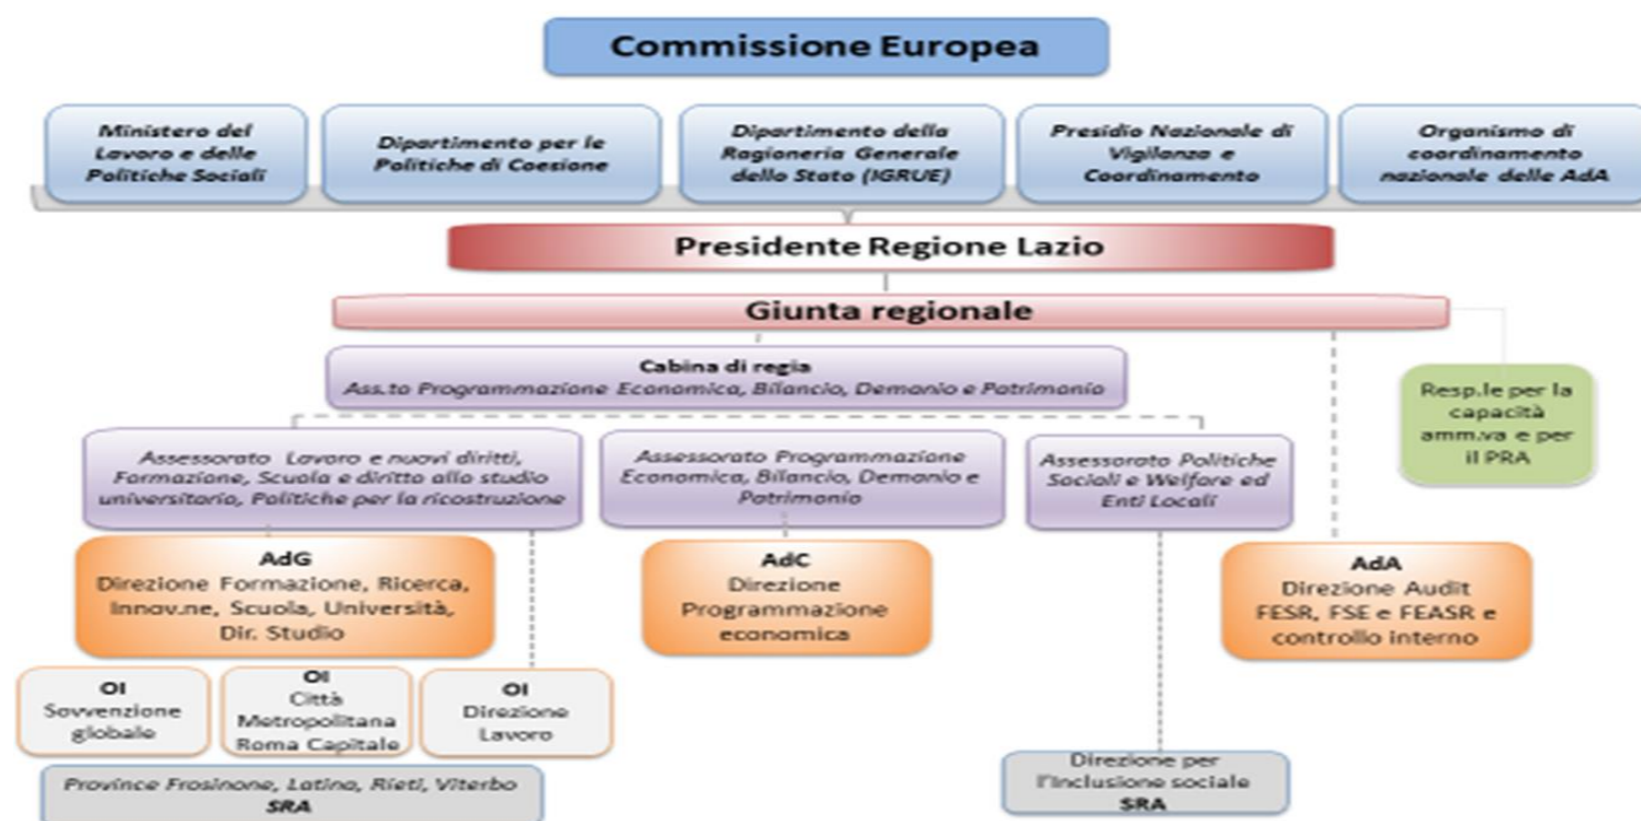 Commissione Europea
Ministero del
Lavoro e delle
Politiche Sociali
Dipartimento per le
Politiche di Coesione
Dipartimento della
Ragioneria Generale
dello Stato (IGRUE)
Presidio Nazionale di
Vigilanza e
Coordinamento
Organismo di
coordinamento
nazionale delle AdA
Presidente Regione Lazio
Giunta regionale
Cabina di regia
Ass.to Programmazione Economica, Bilancio, Demanio e Patrimonio
Resp.le per la
capacità
amm.va e per
il PRA
Assessorato Lavoro e nuovi diritti,
Formazione, Scuola e diritto allo studio
universitario, Politiche per la ricostruzione
Assessorato Programmazione
Economica, Bilancio, Demanio e
Patrimonio
Assessorato Politiche
Sociali e Welfare ed
Enti Locali
AdG
Direzione Formazione, Ricerca,
Innov.ne, Scuola, Università,
Dir. Studio
AdC
Direzione
Programmazione
economica
AdA
Direzione Audit
FESR, FSE e FEASR e
controllo interno
OI
Sovvenzione
globale
OI
Città
Metropolitana
Roma Capitale
OI
Direzione
Lavoro
Province Frosinone, Latina, Rieti, Viterbo
SRA
Direzione per
l'Inclusione sociale
SRA